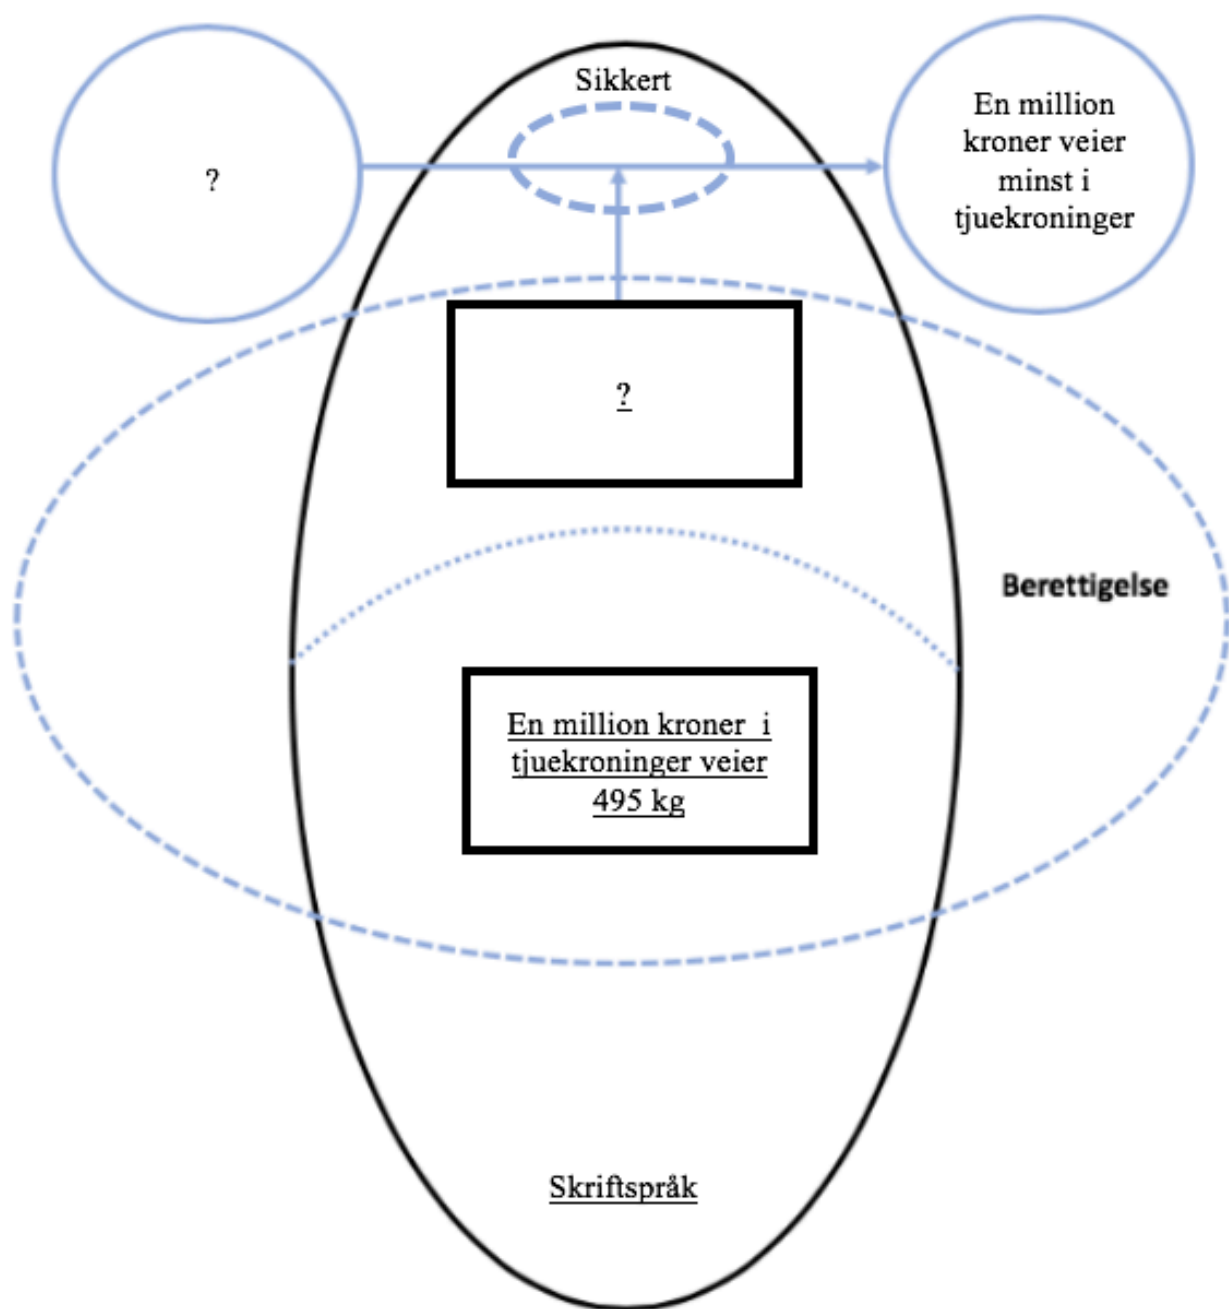 Sikkert
?
En million
kroner veier
minst i
tjuekroninger
?
Berettigelse
En million kroner i
tjuekroninger veier
495 kg
Skriftspråk